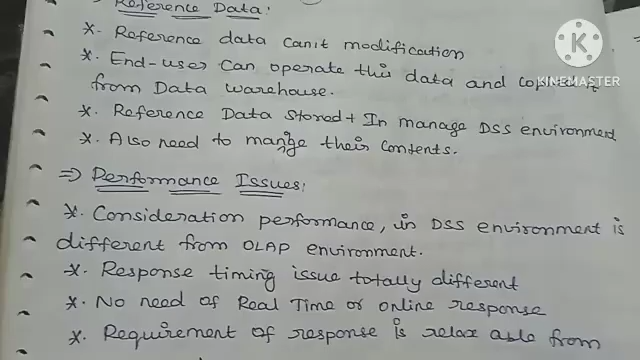 ⇒ Reference Data:
*. Reference data can't modification
*. End-user can operate this data and copied
from Data warehouse.
*. Reference Data stored + In manage DSS environment
*. Also need to mange their contents.
⇒ Performance Issues:
*. Consideration performance, in DSS environment is
different from OLAP environment.
*. Response timing issue totally different
*. No need of Real Time or online response
*. Requirement of response is relax able from
KINEMASTER